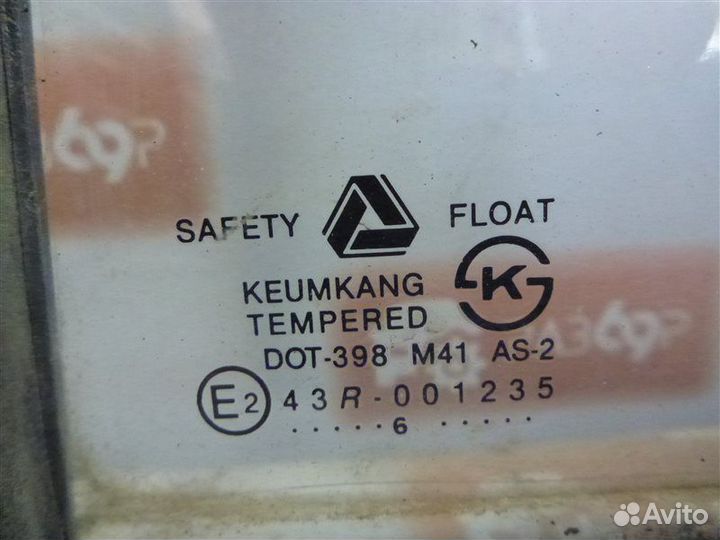 SAFETY FLOAT
KEUMKANG
TEMPERED
K
DOT-398 M41 AS-2
E2 43R-001235
.....6.....
Avito